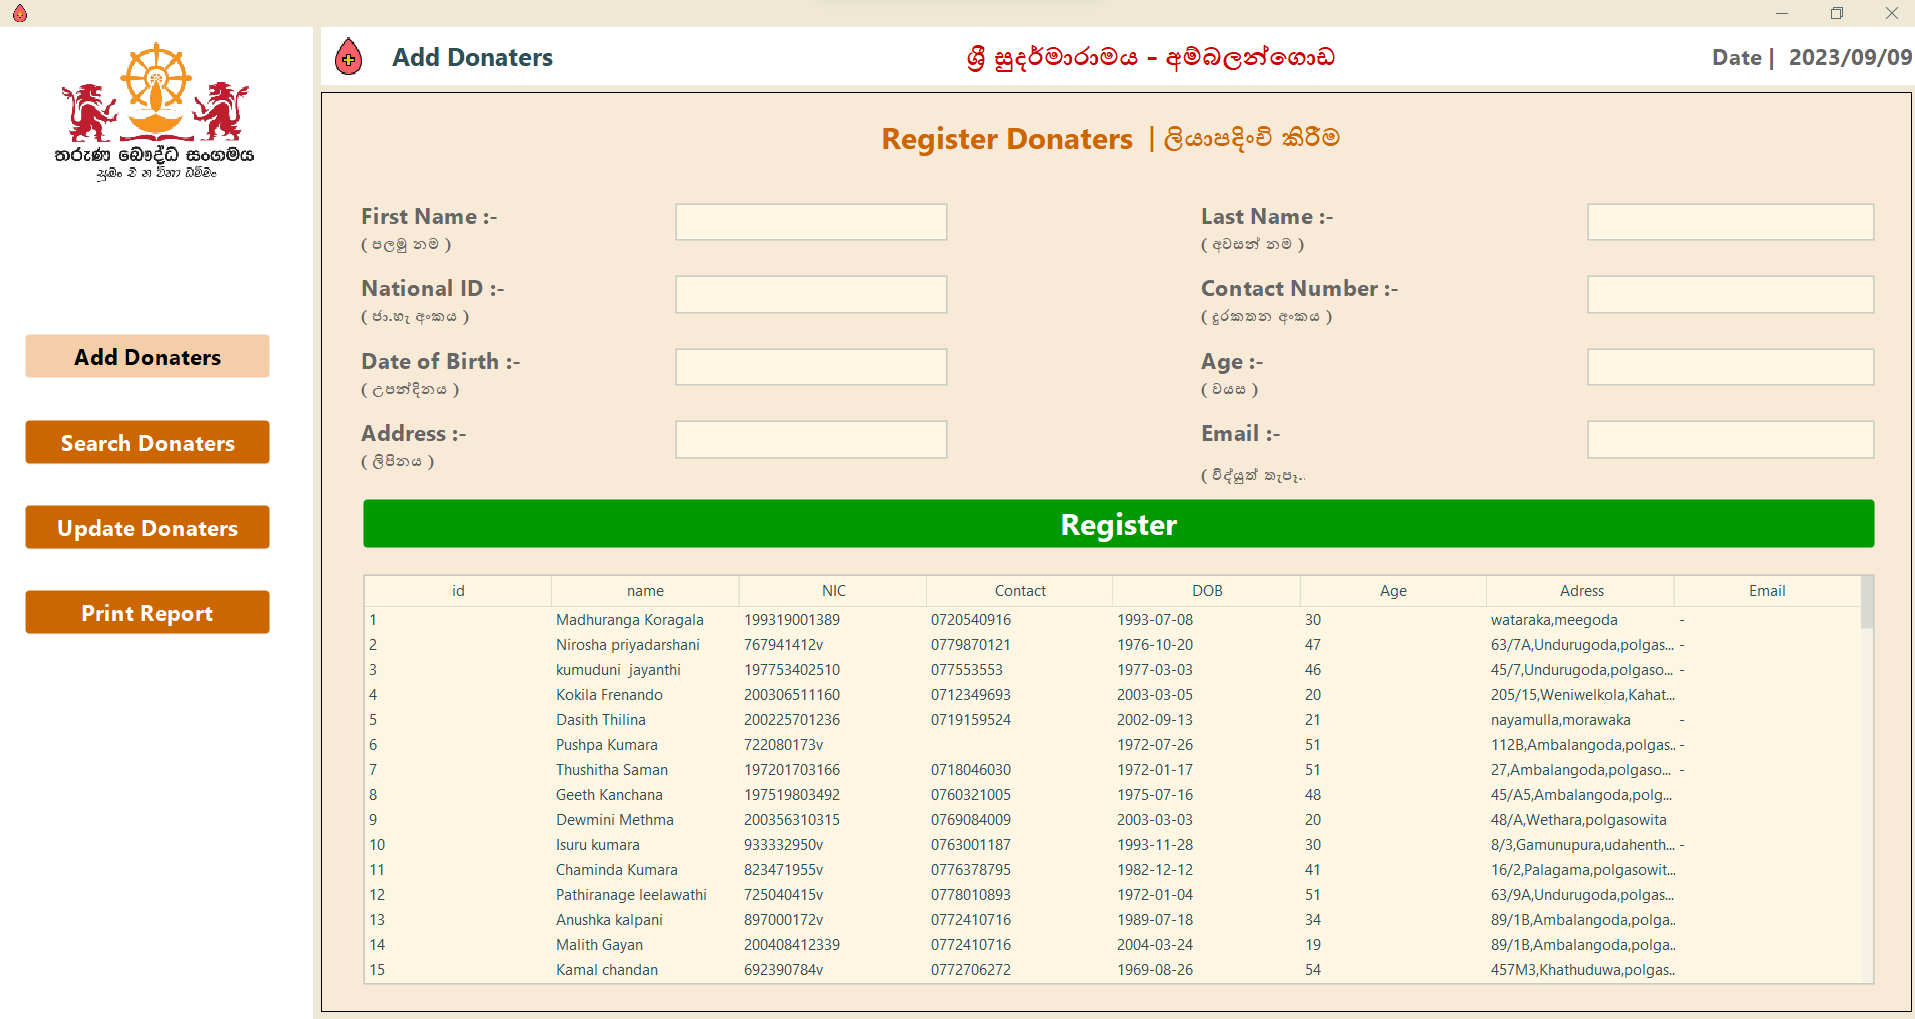 තරුණ බෞද්ධ සංගමය
Add Donaters
Search Donaters
Update Donaters
Print Report
Add Donaters ශ්‍රී සුදර්මාරාමය - අම්බලන්ගොඩ Date | 2023/09/09
Register Donaters | ලියාපදිංචි කිරීම
First Name :- Last Name :-
( පලමු නම ) ( අවසන් නම )
National ID :- Contact Number :-
( ජා.හැ අංකය ) ( දුරකතන අංකය )
Date of Birth :- Age :-
( උපන්දිනය ) ( වයස )
Address :- Email :-
( ලිපිනය )
( විද්යුත් තැපැ..
Register
id name NIC Contact DOB Age Adress Email
1 Madhuranga Koragala 199319001389 0720540916 1993-07-08 30 wataraka,meegoda -
2 Nirosha priyadarshani 767941412v 0779870121 1976-10-20 47 63/7A,Undurugoda,polgas... -
3 kumuduni  jayanthi 197753402510 077553553 1977-03-03 46 45/7,Undurugoda,polgaso... -
4 Kokila Frenando 200306511160 0712349693 2003-03-05 20 205/15,Weniwelkola,Kahat...
5 Dasith Thilina 200225701236 0719159524 2002-09-13 21 nayamulla,morawaka -
6 Pushpa Kumara 722080173v 1972-07-26 51 112B,Ambalangoda,polgas.. -
7 Thushitha Saman 197201703166 0718046030 1972-01-17 51 27,Ambalangoda,polgaso... -
8 Geeth Kanchana 197519803492 0760321005 1975-07-16 48 45/A5,Ambalangoda,polg...
9 Dewmini Methma 200356310315 0769084009 2003-03-03 20 48/A,Wethara,polgasowita
10 Isuru kumara 933332950v 0763001187 1993-11-28 30 8/3,Gamunupura,udahenth... -
11 Chaminda Kumara 823471955v 0776378795 1982-12-12 41 16/2,Palagama,polgasowit...
12 Pathiranage leelawathi 725040415v 0778010893 1972-01-04 51 63/9A,Undurugoda,polgas...
13 Anushka kalpani 897000172v 0772410716 1989-07-18 34 89/1B,Ambalangoda,polga..
14 Malith Gayan 200408412339 0772410716 2004-03-24 19 89/1B,Ambalangoda,polga..
15 Kamal chandan 692390784v 0772706272 1969-08-26 54 457M3,Khathuduwa,polgas..